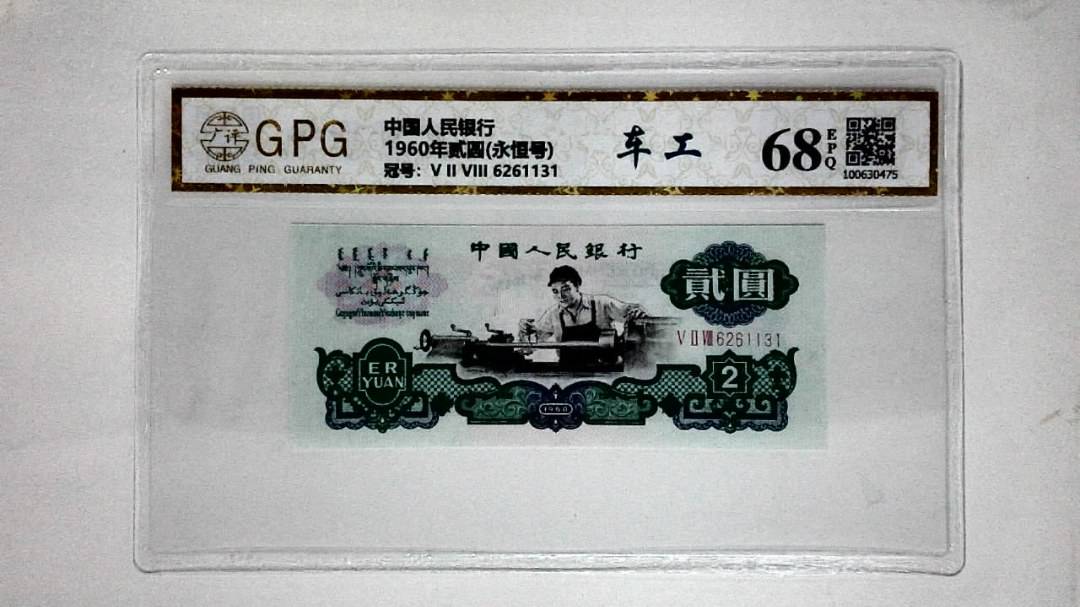 广评
GPG
GUANG PING GUARANTY
中国人民银行
1960年贰圆(永恒号)
冠号：V II VIII 6261131
车工
68
EPQ
100630475
中國人民銀行
貳圓
V II VIII 6261131
ER
YUAN
2
1960